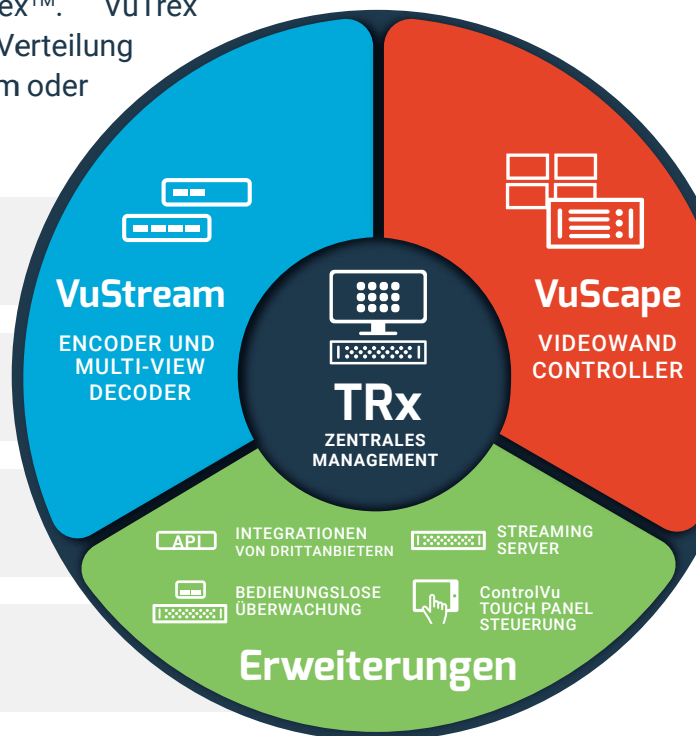 VuTrex
Verteilung
oder
VuStream
ENCODER UND
MULTI-VIEW
DECODER
VuScape
VIDEOWAND
CONTROLLER
TRx
ZENTRALES
MANAGEMENT
API
INTEGRATIONEN
VON DRITTANBIETERN
STREAMING
SERVER
BEDIENUNGSLOSE
ÜBERWACHUNG
ControlVu
TOUCH PANEL
STEUERUNG
Erweiterungen